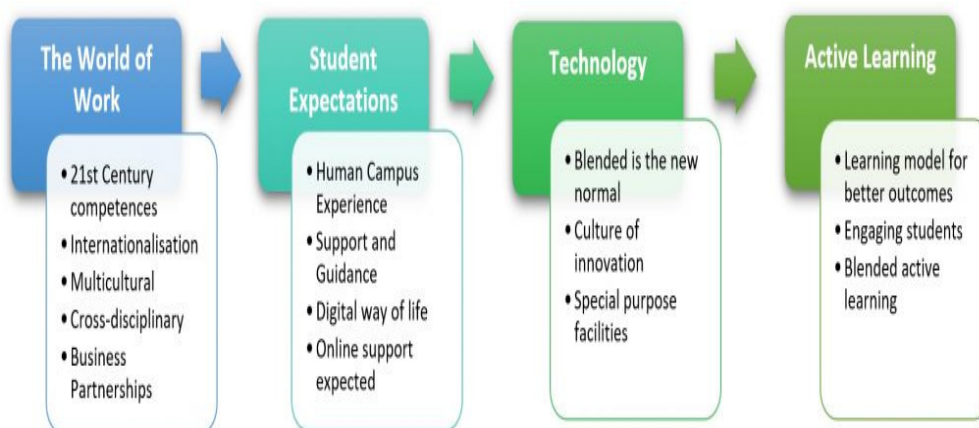 The World of
Work
• 21st Century
competences
• Internationalisation
• Multicultural
• Cross-disciplinary
• Business
Partnerships
Student
Expectations
• Human Campus
Experience
• Support and
Guidance
• Digital way of life
• Online support
expected
Technology
• Blended is the new
normal
• Culture of
innovation
• Special purpose
facilities
Active Learning
• Learning model for
better outcomes
• Engaging students
• Blended active
learning